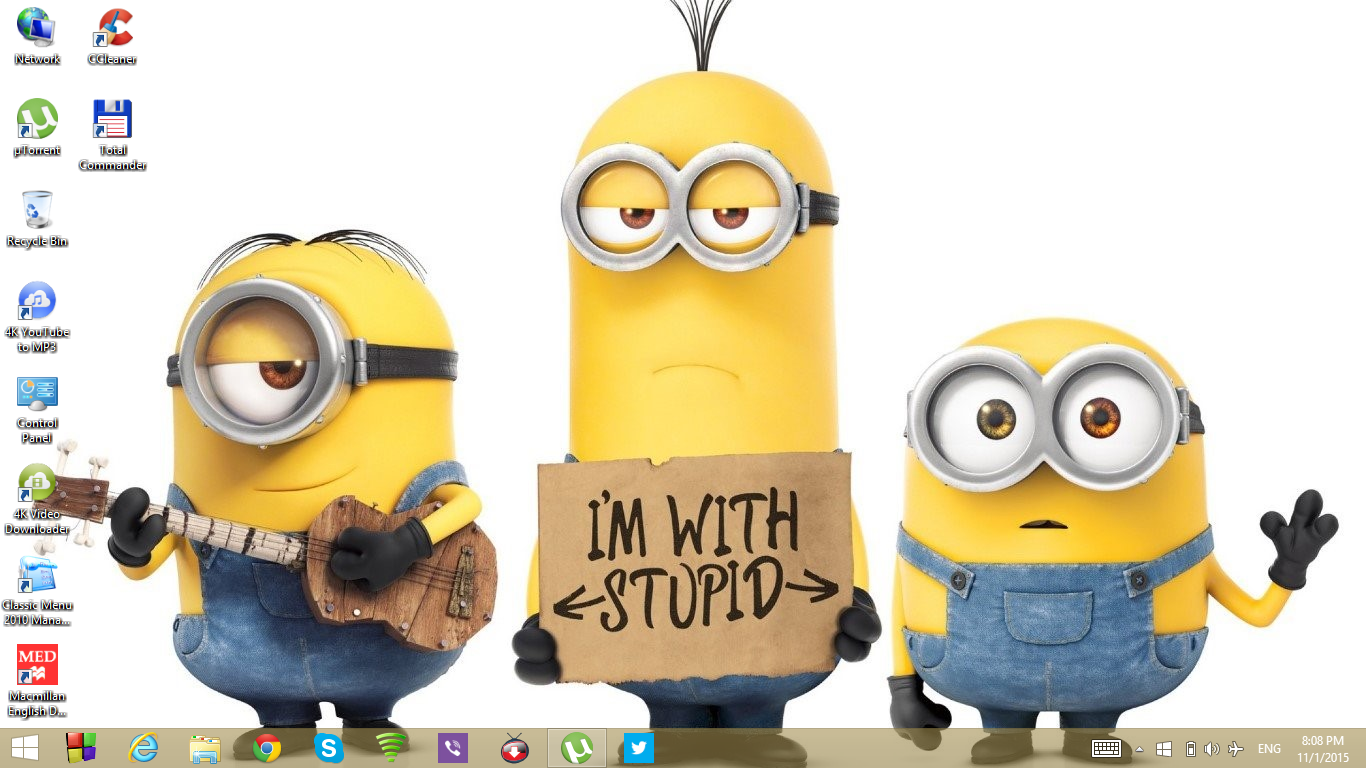 Network
CCleaner
µTorrent
Total
Commander
Recycle Bin
4K YouTube
to MP3
Control
Panel
4K Video
Downloader
Classic Menu
2010 Mana...
MED
Macmillan
English D...
I'M WITH
STUPID
ENG
8:08 PM
11/1/2015